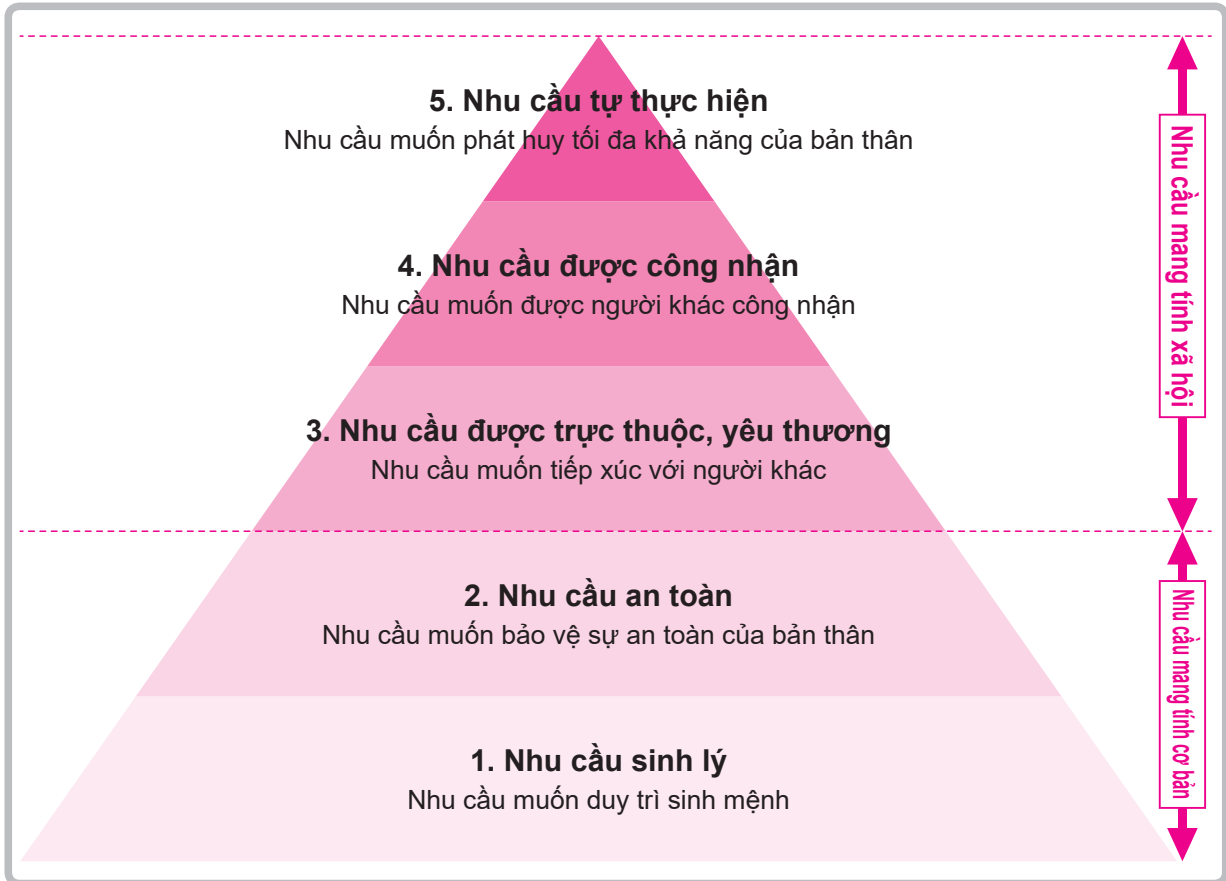 5. Nhu cầu tự thực hiện
Nhu cầu muốn phát huy tối đa khả năng của bản thân
4. Nhu cầu được công nhận
Nhu cầu muốn được người khác công nhận
3. Nhu cầu được trực thuộc, yêu thương
Nhu cầu muốn tiếp xúc với người khác
2. Nhu cầu an toàn
Nhu cầu muốn bảo vệ sự an toàn của bản thân
1. Nhu cầu sinh lý
Nhu cầu muốn duy trì sinh mệnh
Nhu cầu mang tính xã hội
Nhu cầu mang tính cơ bản